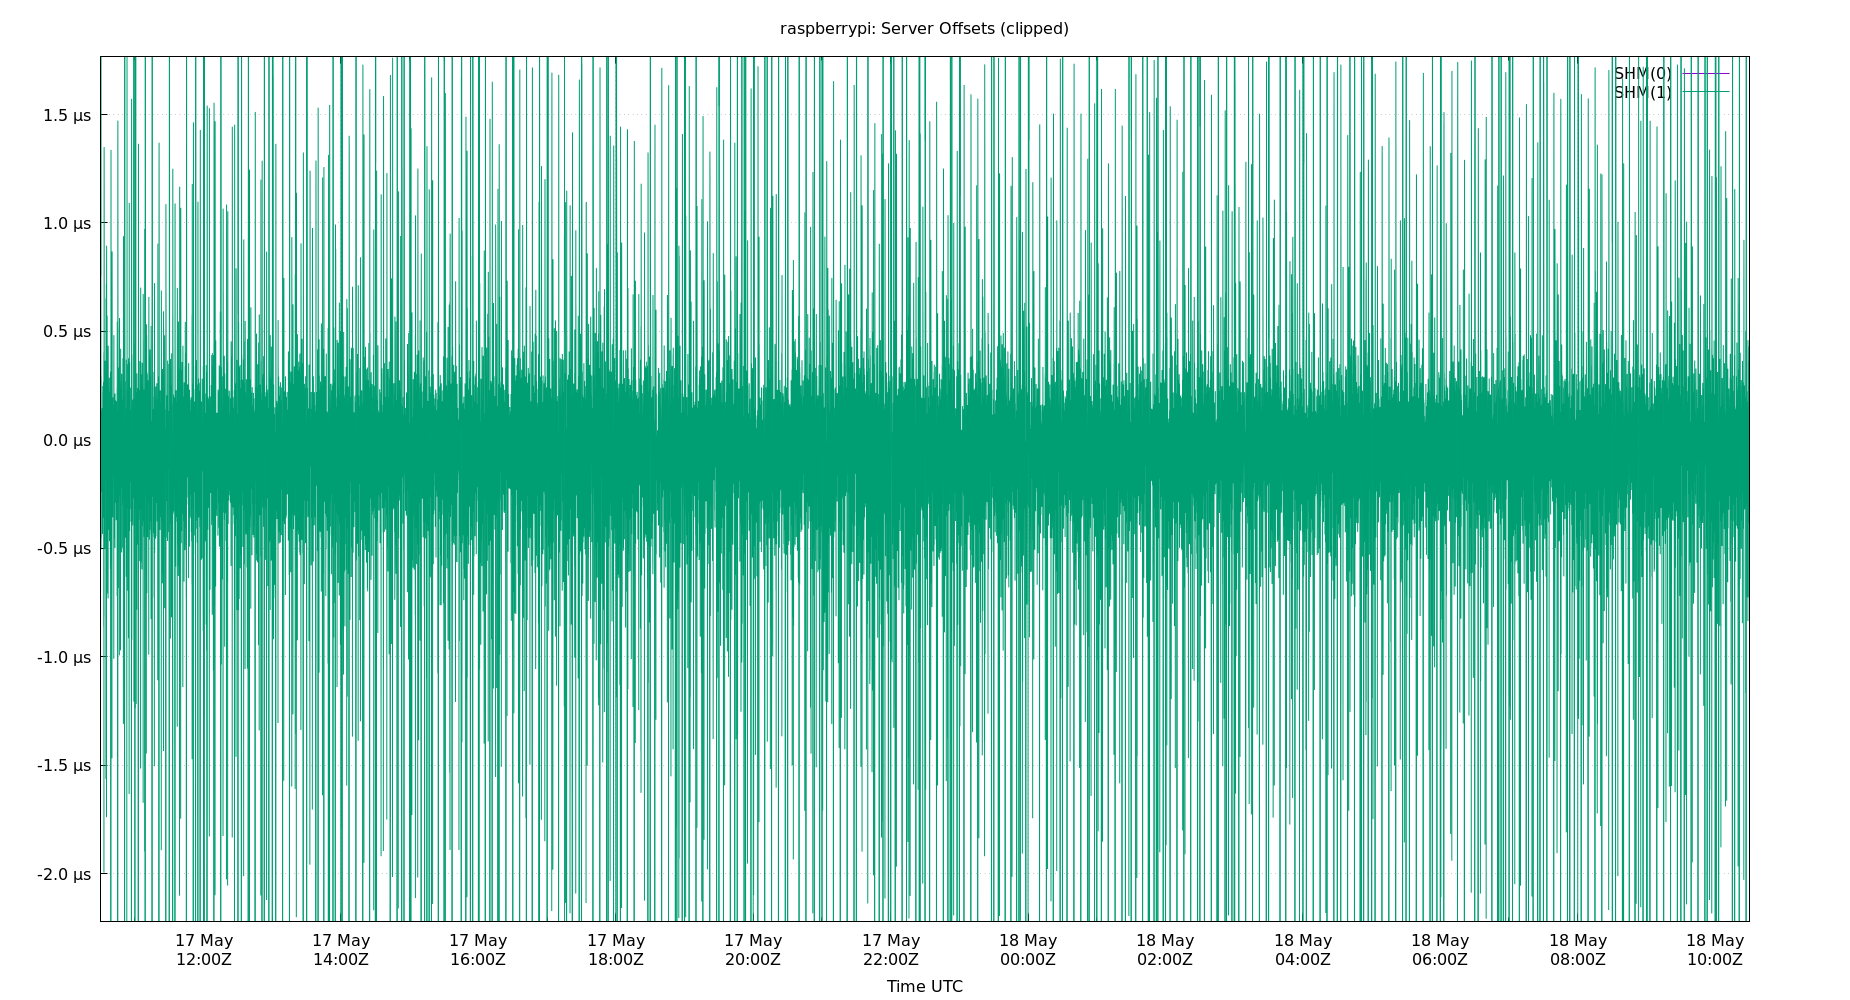 raspberrypi: Server Offsets (clipped)
SHM(0)
SHM(1)
1.5 µs
1.0 µs
0.5 µs
0.0 µs
-0.5 µs
-1.0 µs
-1.5 µs
-2.0 µs
17 May 17 May 17 May 17 May 17 May 17 May 18 May 18 May 18 May 18 May 18 May 18 May
12:00Z 14:00Z 16:00Z 18:00Z 20:00Z 22:00Z 00:00Z 02:00Z 04:00Z 06:00Z 08:00Z 10:00Z
Time UTC